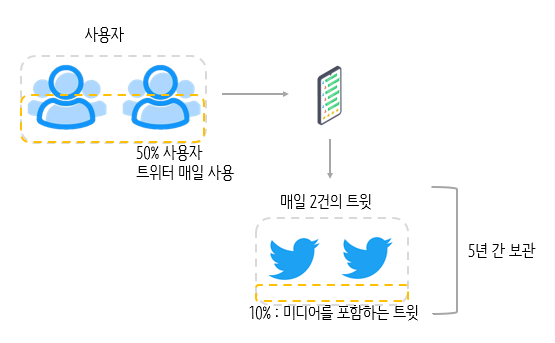 사용자
50% 사용자
트위터 매일 사용
매일 2건의 트윗
5년 간 보관
10% : 미디어를 포함하는 트윗